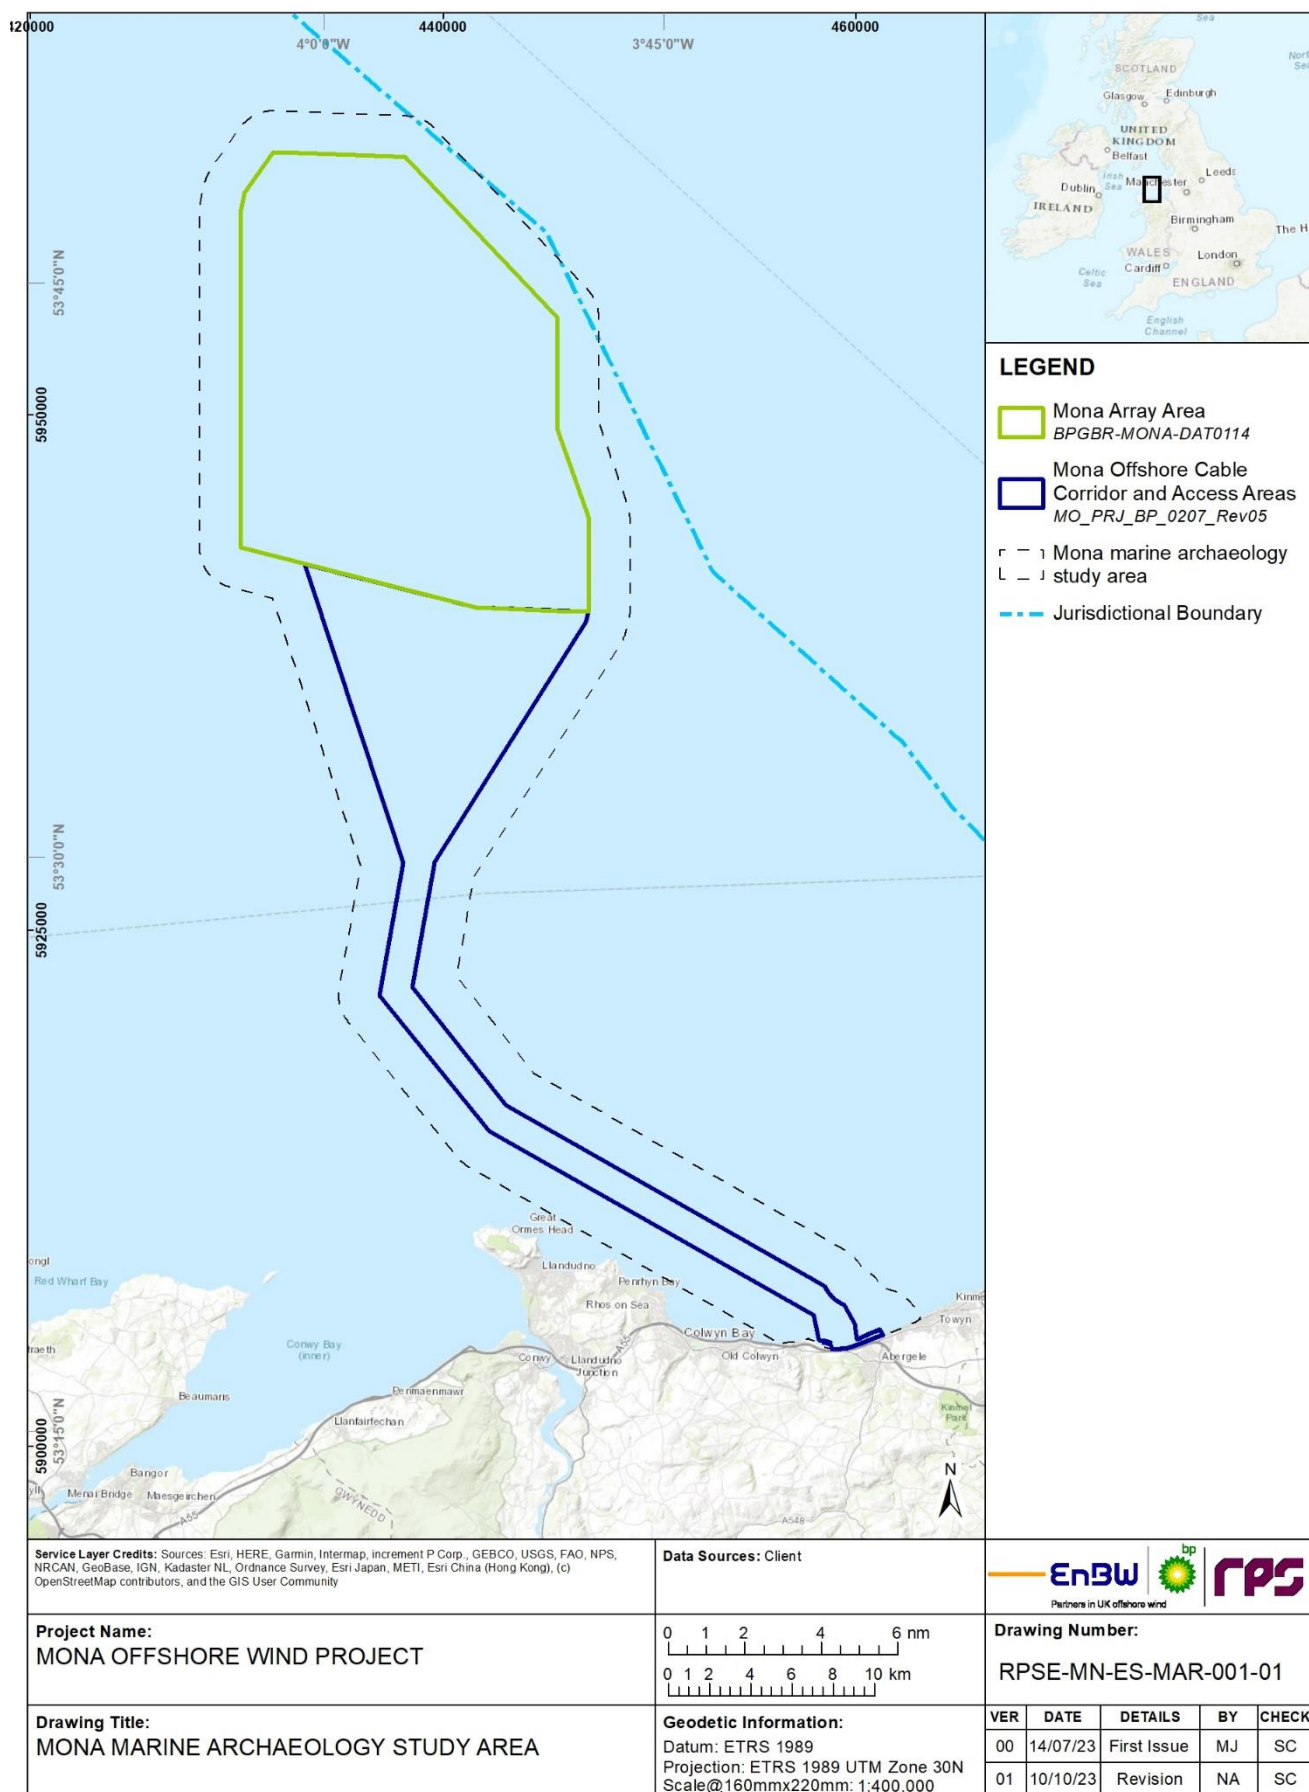 420000
440000
460000
4°0'0"W
3°45'0"W
53°45'0"N
5950000
53°30'0"N
5925000
53°15'0"N
5900000
Great
Ormes Head
Llandudno
Penrhyn Bay
Rhos on Sea
Colwyn Bay
Old Colwyn
Abergele
Towyn
Kinmel
Park
A55
Conwy
Llandudno
Junction
Red Wharf Bay
Conwy Bay
(inner)
Beaumaris
Penmaenmawr
Llanfairfechan
Bangor
Menai Bridge
Maesgeirchen
A55
GWYNEDD
A548
N
SCOTLAND
Glasgow
Edinburgh
UNITED
KINGDOM
Belfast
Irish
Sea
Dublin
IRELAND
Manchester
Leeds
Birmingham
WALES
Cardiff
London
ENGLAND
Celtic
Sea
English
Channel
The H
Sea
LEGEND
Mona Array Area
BPGBR-MONA-DAT0114
Mona Offshore Cable
Corridor and Access Areas
MO_PRJ_BP_0207_Rev05
Mona marine archaeology
study area
Jurisdictional Boundary
Service Layer Credits: Sources: Esri, HERE, Garmin, Intermap, increment P Corp., GEBCO, USGS, FAO, NPS,
NRCAN, GeoBase, IGN, Kadaster NL, Ordnance Survey, Esri Japan, METI, Esri China (Hong Kong), (c)
OpenStreetMap contributors, and the GIS User Community
Data Sources: Client
EnBW
bp
rps
Partners in UK offshore wind
Project Name:
MONA OFFSHORE WIND PROJECT
0 1 2 4 6 nm
0 1 2 4 6 8 10 km
Drawing Number:
RPSE-MN-ES-MAR-001-01
Drawing Title:
MONA MARINE ARCHAEOLOGY STUDY AREA
Geodetic Information:
Datum: ETRS 1989
Projection: ETRS 1989 UTM Zone 30N
Scale@160mmx220mm: 1:400,000
VER DATE DETAILS BY CHECK
00 14/07/23 First Issue MJ SC
01 10/10/23 Revision NA SC